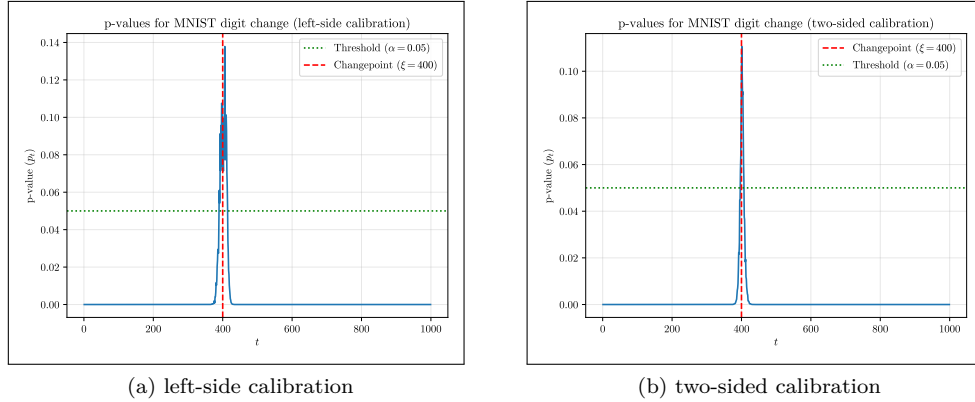 p-values for MNIST digit change (left-side calibration)
0.14
0.12
0.10
0.08
0.06
0.04
0.02
0.00
p-value (pₜ)
Threshold (α = 0.05)
Changepoint (ξ = 400)
0 200 400 600 800 1000
t
(a) left-side calibration
p-values for MNIST digit change (two-sided calibration)
0.10
0.08
0.06
0.04
0.02
0.00
p-value (pₜ)
Changepoint (ξ = 400)
Threshold (α = 0.05)
0 200 400 600 800 1000
t
(b) two-sided calibration